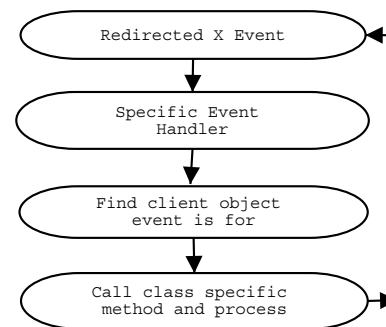 Redirected X Event
Specific Event
Handler
Find client object
event is for
Call class specific
method and process